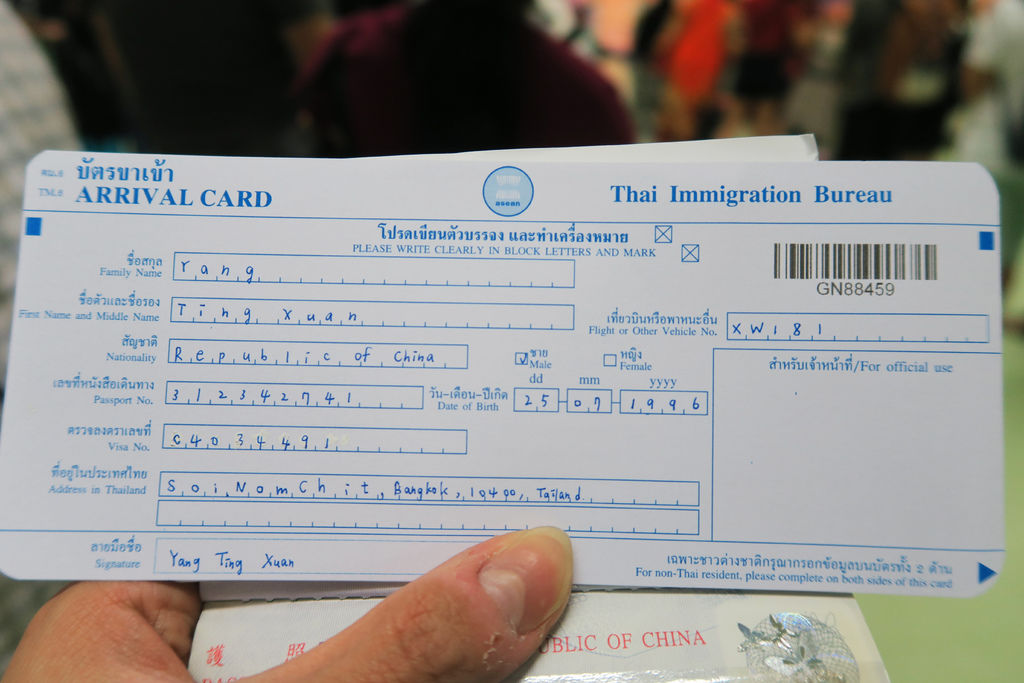 ตม.6 บัตรขาเข้า
TM.6 ARRIVAL CARD
asean
Thai Immigration Bureau
โปรดเขียนตัวบรรจง และทำเครื่องหมาย
PLEASE WRITE CLEARLY IN BLOCK LETTERS AND MARK
GN88459
ชื่อสกุล
Family Name Yang
ชื่อตัวและชื่อรอง
First Name and Middle Name Ting Xuan
เที่ยวบินหรือพาหนะอื่น
Flight or Other Vehicle No. XW181
สัญชาติ
Nationality Republic of China
ชาย
Male
หญิง
Female
สำหรับเจ้าหน้าที่/For official use
เลขที่หนังสือเดินทาง
Passport No. 312342741
วัน-เดือน-ปีเกิด
Date of Birth
dd mm yyyy
25 07 1996
ตรวจลงตราเลขที่
Visa No. C4034491
ที่อยู่ในประเทศไทย
Address in Thailand Soi Nom Chit, Bangkok, 10400, Tailand
ลายมือชื่อ
Signature Yang Ting Xuan
เฉพาะชาวต่างชาติกรุณากรอกข้อมูลบนบัตรทั้ง 2 ด้าน
For non-Thai resident, please complete on both sides of this card
護 照 UBLIC OF CHINA